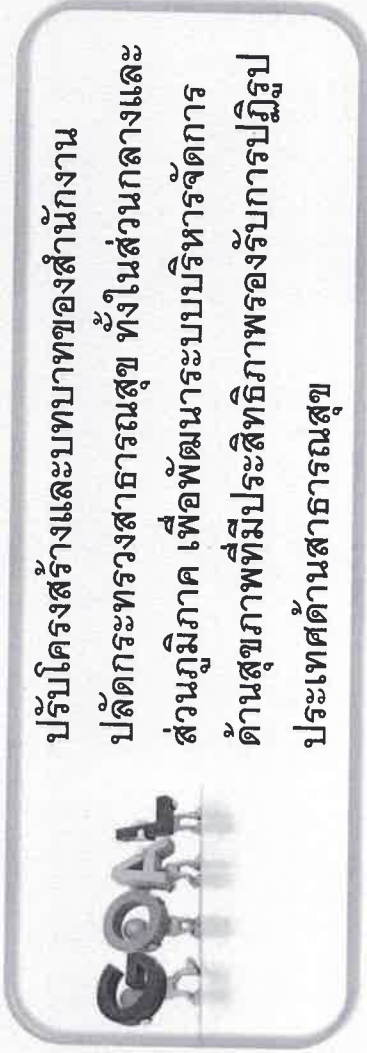 GOAL
ปรับโครงสร้างและบทบาทของสำนักงาน
ปลัดกระทรวงสาธารณสุข ทั้งในส่วนกลางและ
ส่วนภูมิภาค เพื่อพัฒนาระบบบริหารจัดการ
ด้านสุขภาพที่มีประสิทธิภาพรองรับการปฏิรูป
ประเทศด้านสาธารณสุข